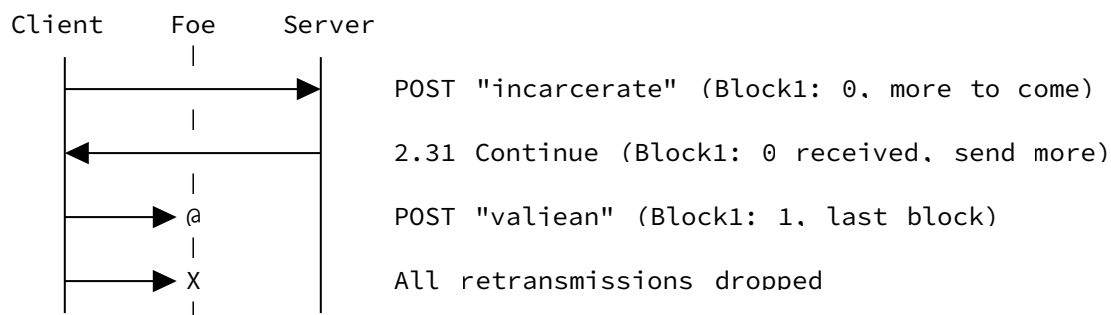 Client Foe Server
POST "incarcerate" (Block1: 0, more to come)
2.31 Continue (Block1: 0 received, send more)
@ POST "valjean" (Block1: 1, last block)
X All retransmissions dropped